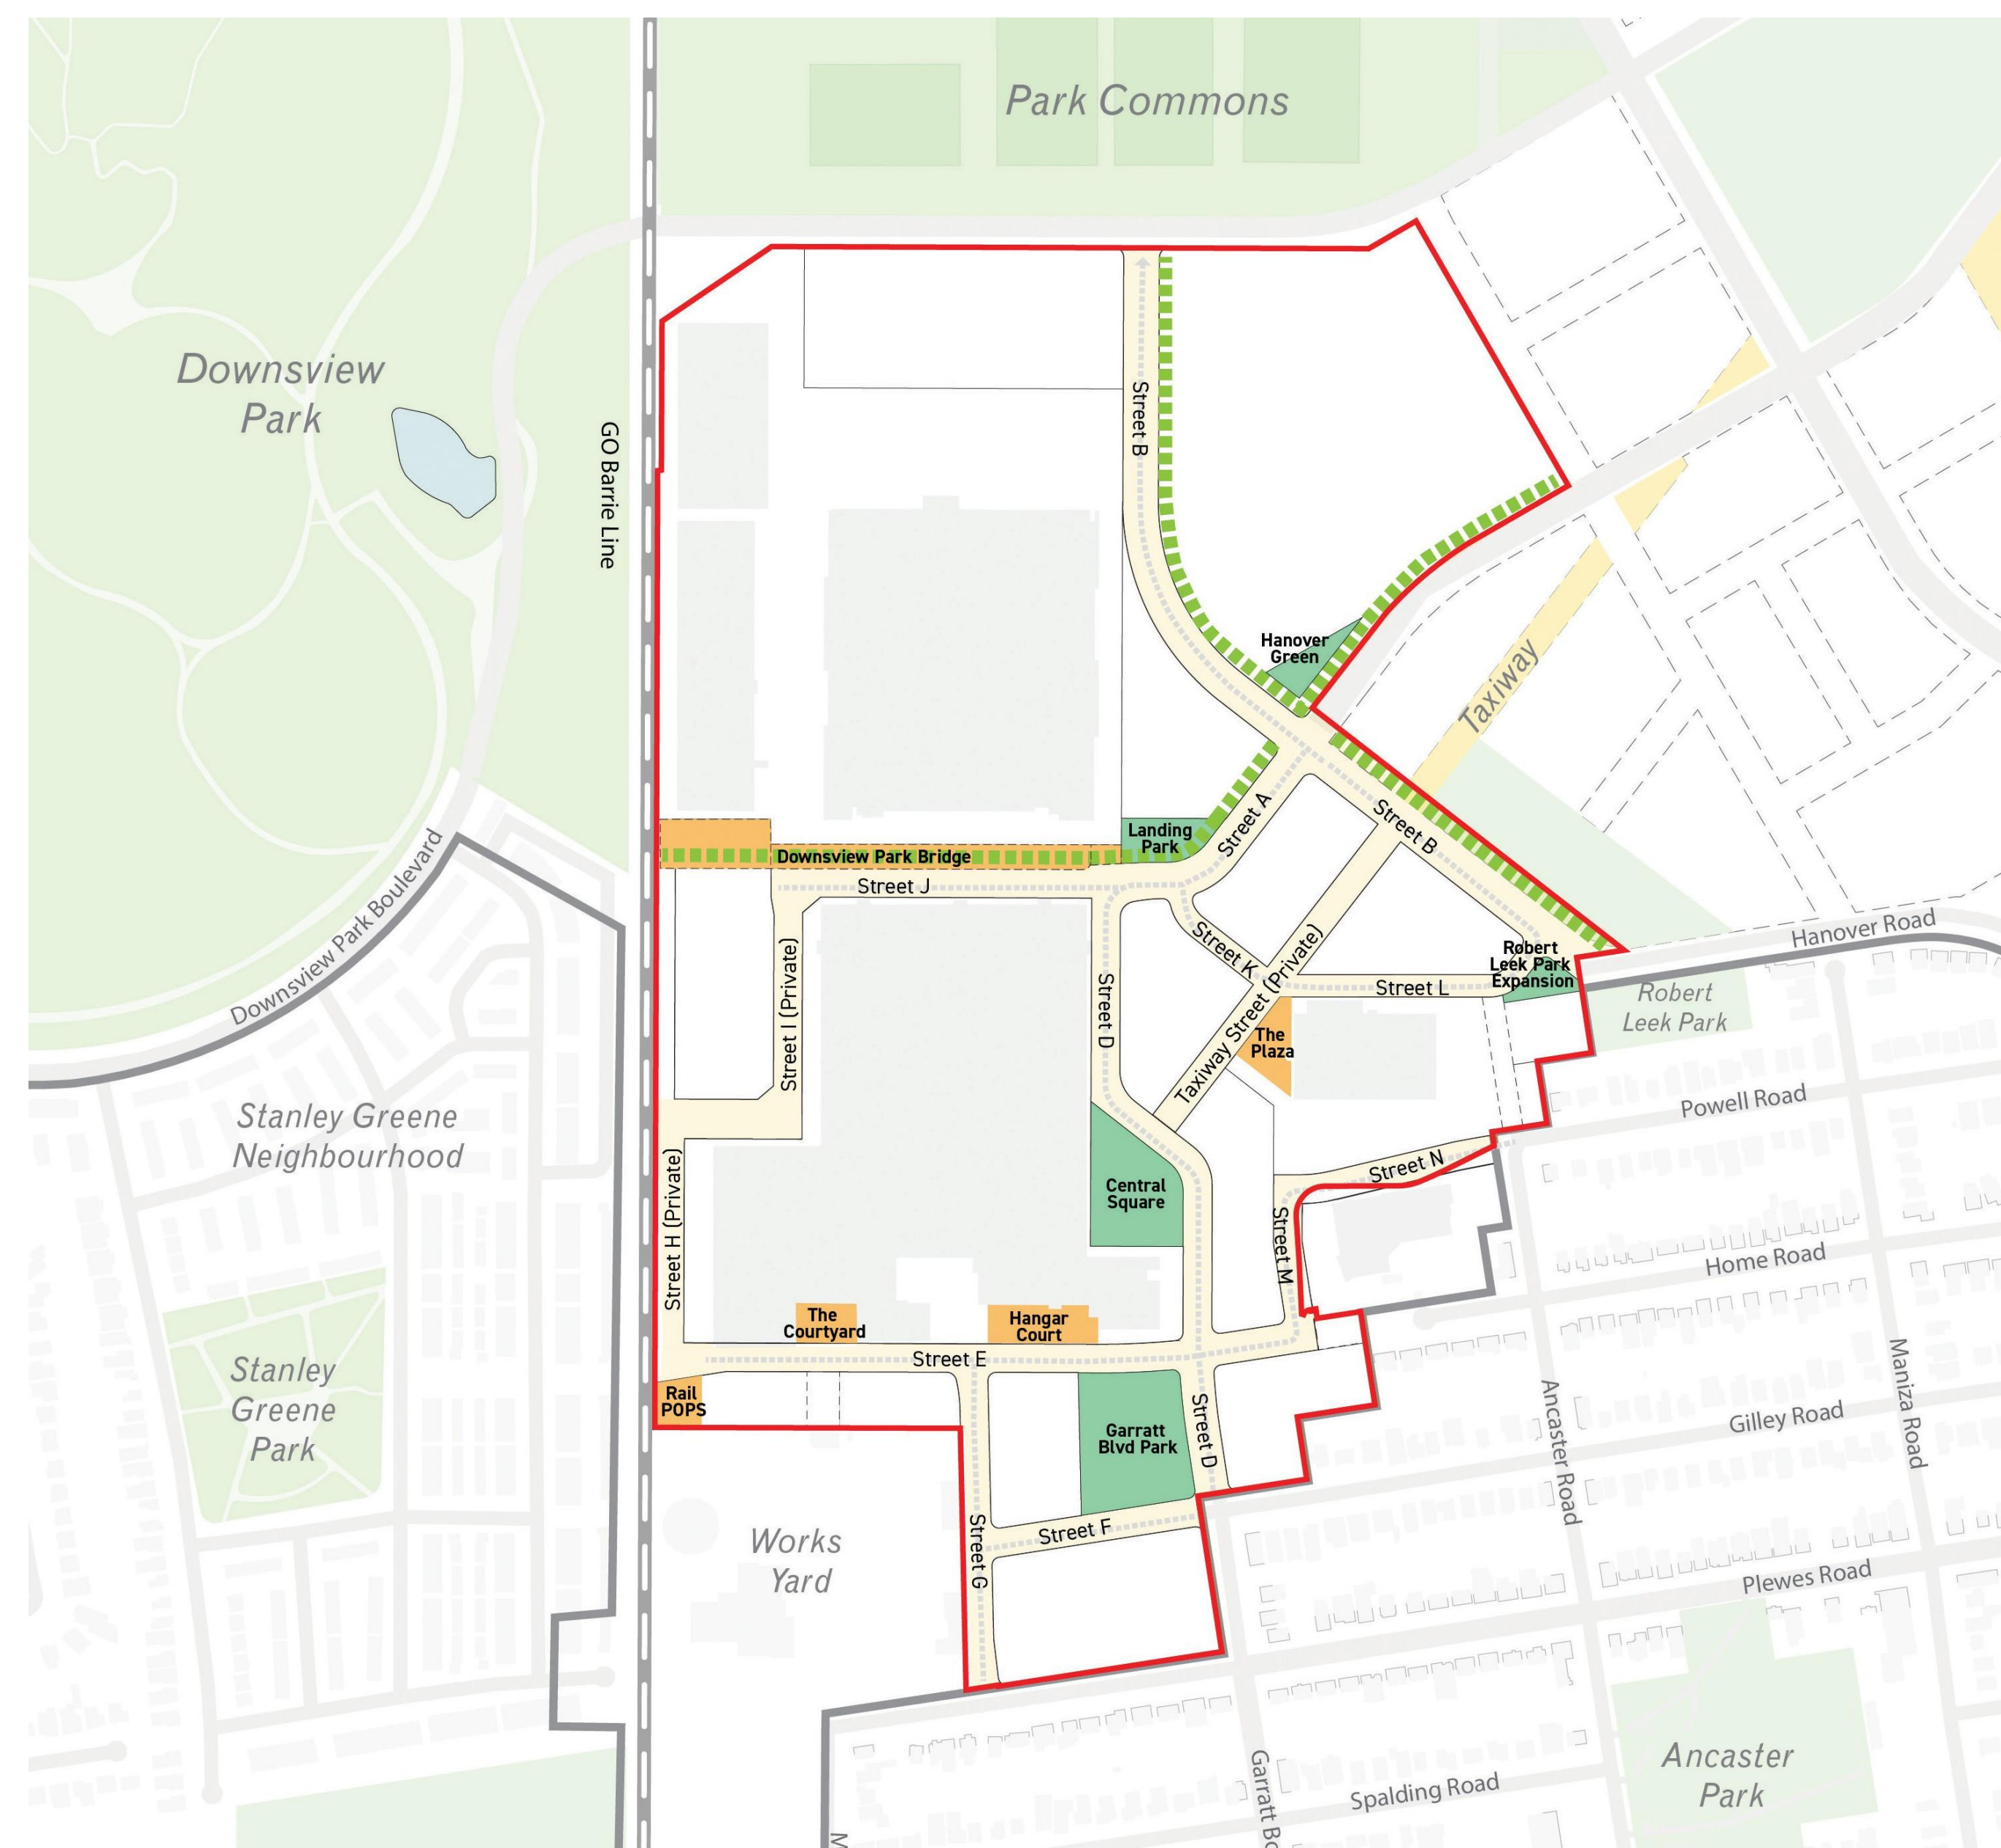 Park Commons
Downsview
Park
GO Barrie Line
Street B
Hanover
Green
Taxiway
Street A
Street B
Landing
Park
Downsview Park Bridge
Street J
Downsview Park Boulevard
Hanover Road
Street K
Street I (Private)
Street D
Taxiway Street (Private)
Street L
Robert
Leek Park
Expansion
Robert
Leek Park
The
Plaza
Powell Road
Stanley Greene
Neighbourhood
Street H (Private)
Central
Square
Street N
Street M
Home Road
The
Courtyard
Hangar
Court
Street E
Rail
POPS
Stanley
Greene
Park
Garratt
Blvd Park
Street D
Ancaster Road
Maniza Road
Gilley Road
Works
Yard
Street G
Street F
Plewes Road
Ancaster
Park
Spalding Road
Garratt Bo
M